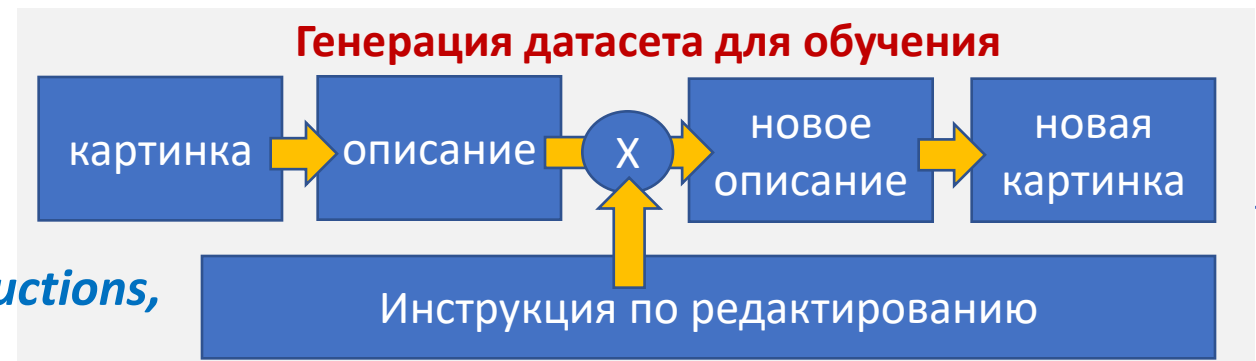 Генерация датасета для обучения
картинка
описание
X
новое
описание
новая
картинка
uctions,
Инструкция по редактированию